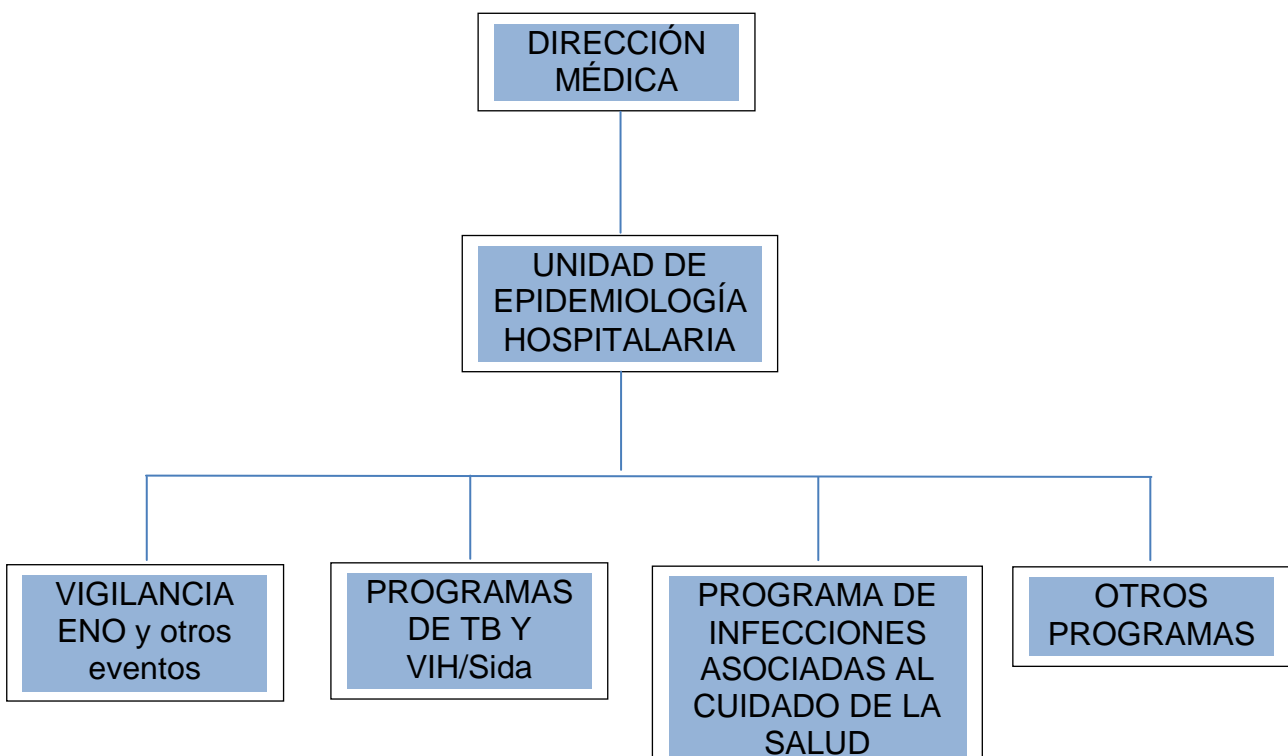 DIRECCIÓN
MÉDICA
UNIDAD DE
EPIDEMIOLOGÍA
HOSPITALARIA
VIGILANCIA
ENO y otros
eventos
PROGRAMAS
DE TB Y
VIH/Sida
PROGRAMA DE
INFECCIONES
ASOCIADAS AL
CUIDADO DE LA
SALUD
OTROS
PROGRAMAS